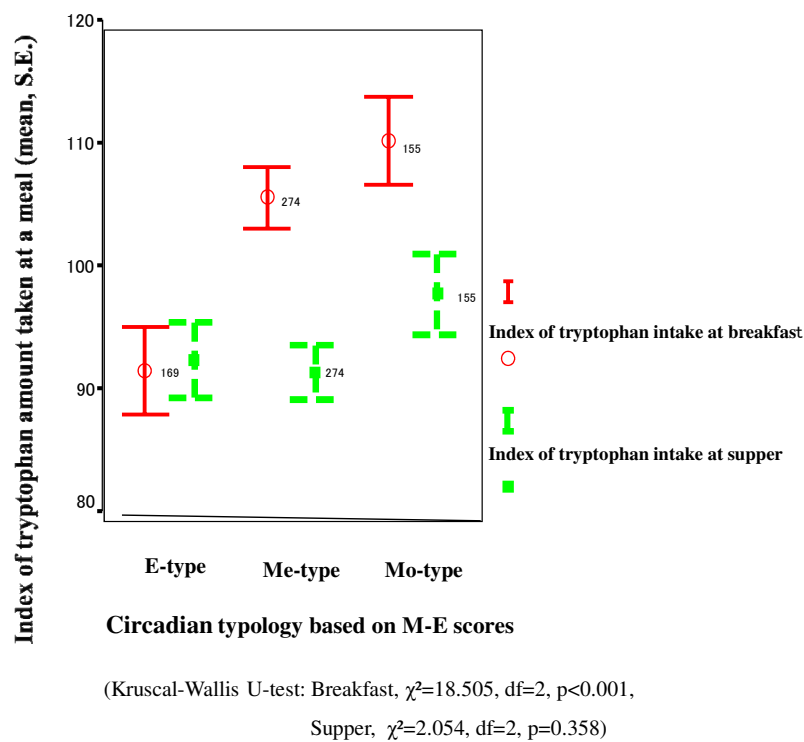 Index of tryptophan amount taken at a meal (mean, S.E.)
120
110
100
90
80
169
274
274
155
155
Index of tryptophan intake at breakfast
Index of tryptophan intake at supper
E-type Me-type Mo-type
Circadian typology based on M-E scores
(Kruscal-Wallis U-test: Breakfast, χ²=18.505, df=2, p<0.001,
Supper, χ²=2.054, df=2, p=0.358)